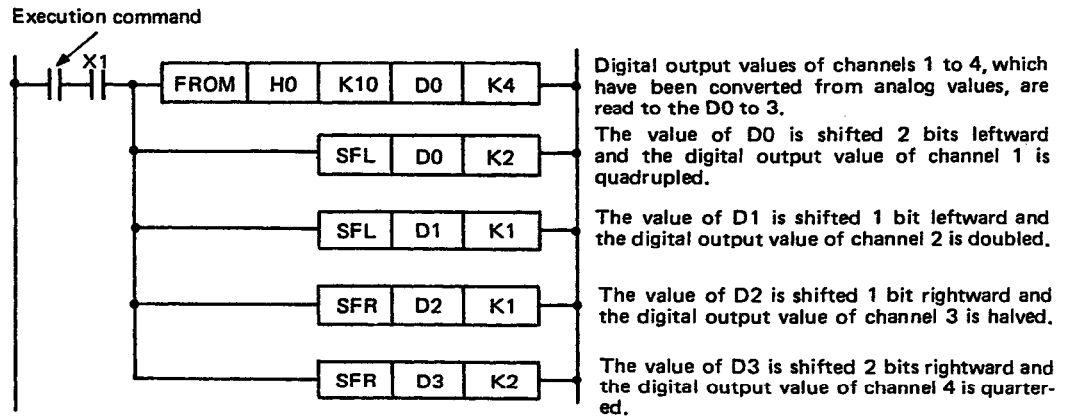 Execution command
X1
FROM H0 K10 D0 K4
Digital output values of channels 1 to 4, which
have been converted from analog values, are
read to the D0 to 3.
SFL D0 K2
The value of D0 is shifted 2 bits leftward
and the digital output value of channel 1 is
quadrupled.
SFL D1 K1
The value of D1 is shifted 1 bit leftward and
the digital output value of channel 2 is doubled.
SFR D2 K1
The value of D2 is shifted 1 bit rightward and
the digital output value of channel 3 is halved.
SFR D3 K2
The value of D3 is shifted 2 bits rightward and
the digital output value of channel 4 is quarter-
ed.